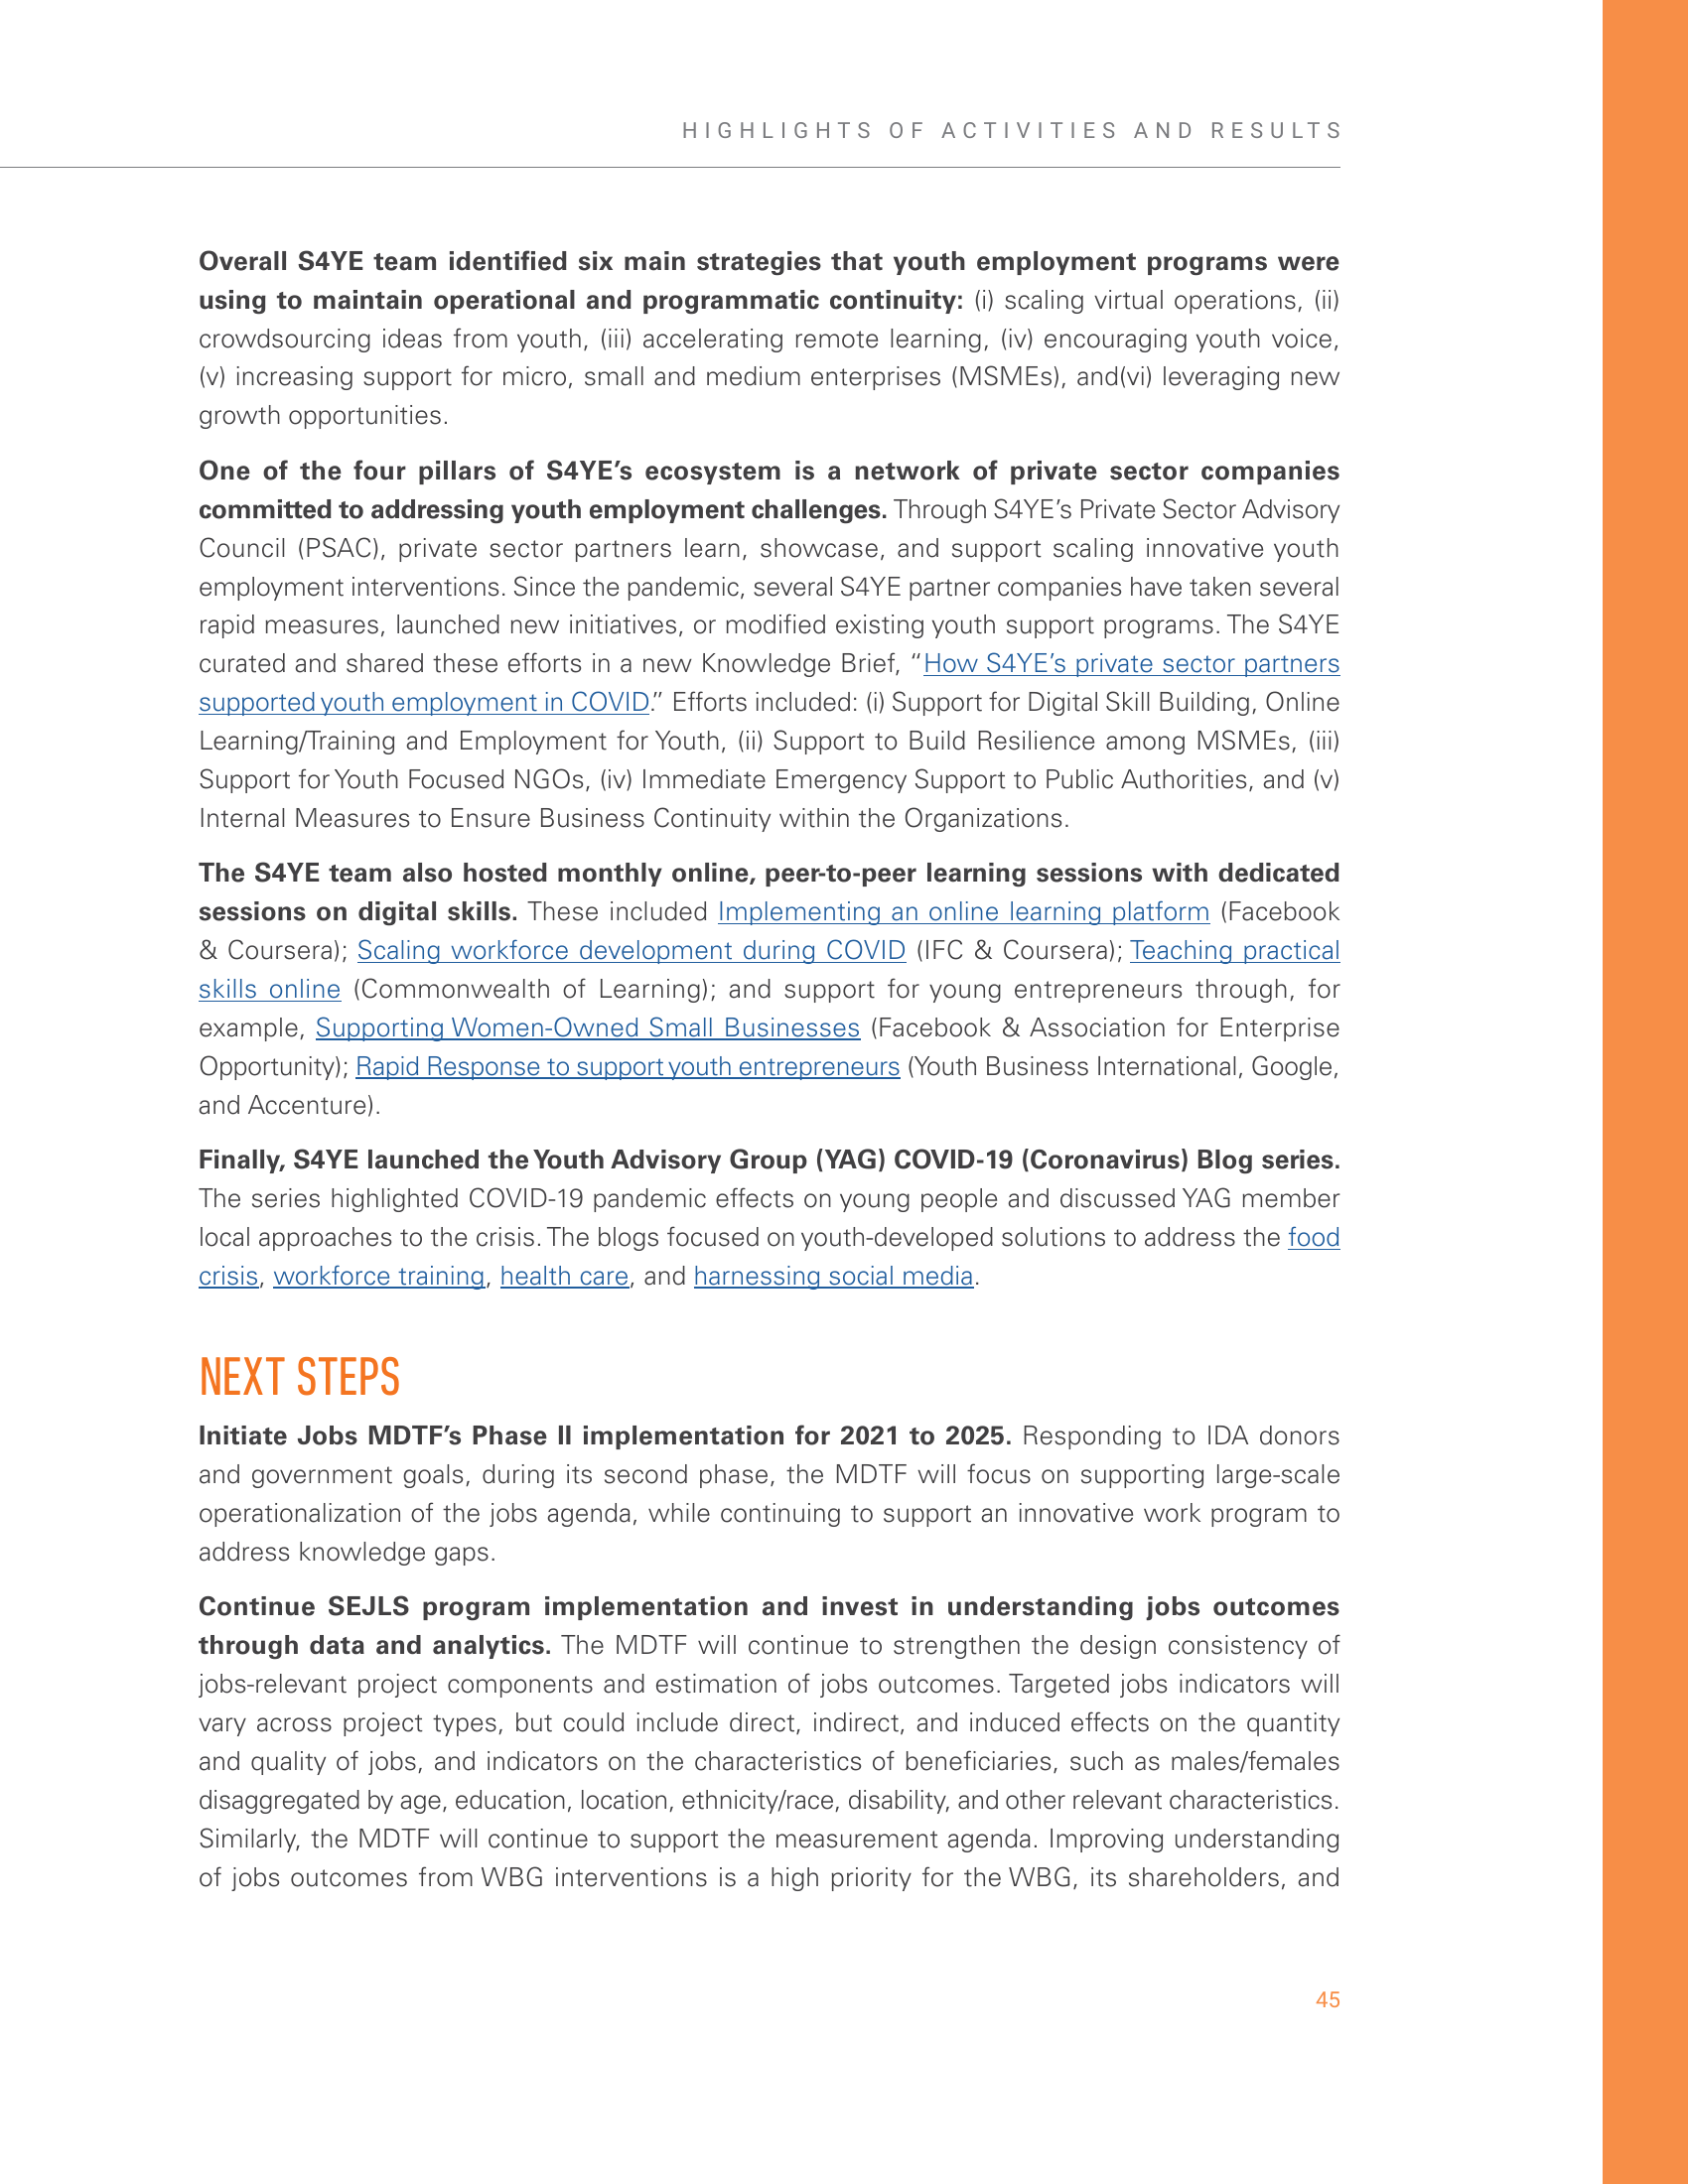 HIGHLIGHTS OF ACTIVITIES AND RESULTS
Overall S4YE team identified six main strategies that youth employment programs were
using to maintain operational and programmatic continuity: (i) scaling virtual operations, (ii)
crowdsourcing ideas from youth, (iii) accelerating remote learning, (iv) encouraging youth voice,
(v) increasing support for micro, small and medium enterprises (MSMEs), and(vi) leveraging new
growth opportunities.
One of the four pillars of S4YE’s ecosystem is a network of private sector companies
committed to addressing youth employment challenges. Through S4YE’s Private Sector Advisory
Council (PSAC), private sector partners learn, showcase, and support scaling innovative youth
employment interventions. Since the pandemic, several S4YE partner companies have taken several
rapid measures, launched new initiatives, or modified existing youth support programs. The S4YE
curated and shared these efforts in a new Knowledge Brief, “How S4YE’s private sector partners
supported youth employment in COVID.” Efforts included: (i) Support for Digital Skill Building, Online
Learning/Training and Employment for Youth, (ii) Support to Build Resilience among MSMEs, (iii)
Support for Youth Focused NGOs, (iv) Immediate Emergency Support to Public Authorities, and (v)
Internal Measures to Ensure Business Continuity within the Organizations.
The S4YE team also hosted monthly online, peer-to-peer learning sessions with dedicated
sessions on digital skills. These included Implementing an online learning platform (Facebook
& Coursera); Scaling workforce development during COVID (IFC & Coursera); Teaching practical
skills online (Commonwealth of Learning); and support for young entrepreneurs through, for
example, Supporting Women-Owned Small Businesses (Facebook & Association for Enterprise
Opportunity); Rapid Response to support youth entrepreneurs (Youth Business International, Google,
and Accenture).
Finally, S4YE launched the Youth Advisory Group (YAG) COVID-19 (Coronavirus) Blog series.
The series highlighted COVID-19 pandemic effects on young people and discussed YAG member
local approaches to the crisis. The blogs focused on youth-developed solutions to address the food
crisis, workforce training, health care, and harnessing social media.
NEXT STEPS
Initiate Jobs MDTF’s Phase II implementation for 2021 to 2025. Responding to IDA donors
and government goals, during its second phase, the MDTF will focus on supporting large-scale
operationalization of the jobs agenda, while continuing to support an innovative work program to
address knowledge gaps.
Continue SEJLS program implementation and invest in understanding jobs outcomes
through data and analytics. The MDTF will continue to strengthen the design consistency of
jobs-relevant project components and estimation of jobs outcomes. Targeted jobs indicators will
vary across project types, but could include direct, indirect, and induced effects on the quantity
and quality of jobs, and indicators on the characteristics of beneficiaries, such as males/females
disaggregated by age, education, location, ethnicity/race, disability, and other relevant characteristics.
Similarly, the MDTF will continue to support the measurement agenda. Improving understanding
of jobs outcomes from WBG interventions is a high priority for the WBG, its shareholders, and
45